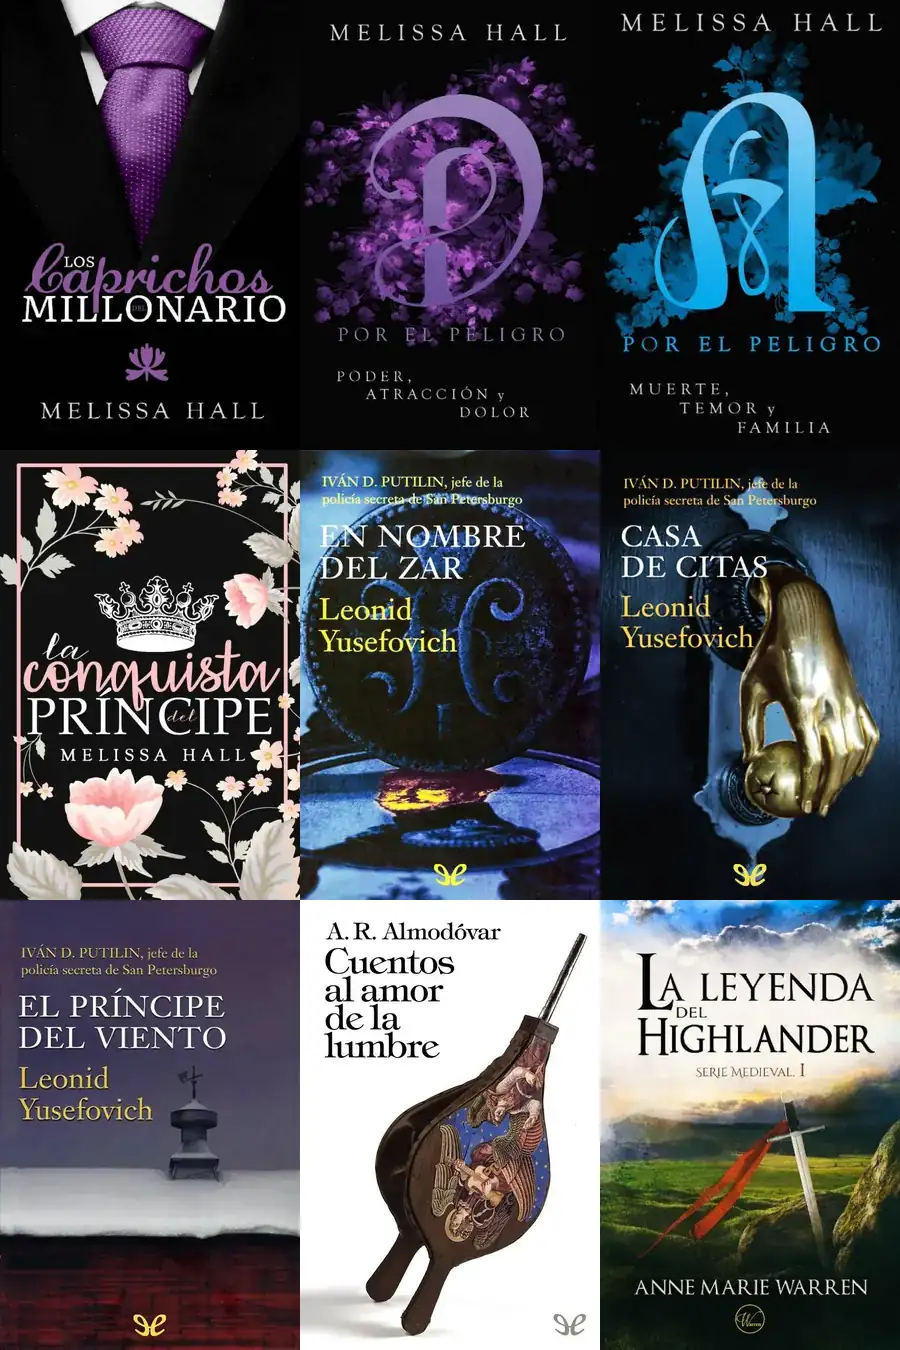 LOS
Caprichos
DEL
MILLONARIO
MELISSA HALL
MELISSA HALL
D
POR EL PELIGRO
PODER,
ATRACCIÓN y
DOLOR
MELISSA HALL
A
POR EL PELIGRO
MUERTE,
TEMOR y
FAMILIA
la
conquista
del
PRÍNCIPE
MELISSA HALL
IVÁN D. PUTILIN, jefe de la
policía secreta de San Petersburgo
EN NOMBRE
DEL ZAR
Leonid
Yusefovich
IVÁN D. PUTILIN, jefe de la
policía secreta de San Petersburgo
CASA
DE CITAS
Leonid
Yusefovich
IVÁN D. PUTILIN, jefe de la
policía secreta de San Petersburgo
EL PRÍNCIPE
DEL VIENTO
Leonid
Yusefovich
A. R. Almodóvar
Cuentos
al amor
de la
lumbre
LA LEYENDA
DEL
HIGHLANDER
SERIE MEDIEVAL. I
ANNE MARIE WARREN
Warren